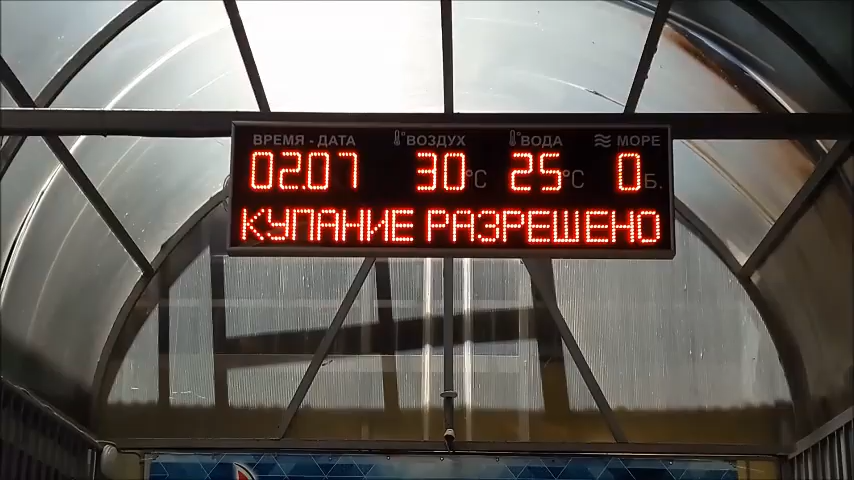 ВРЕМЯ - ДАТА °ВОЗДУХ °ВОДА МОРЕ
02.07 30°C 25°C 0Б.
КУПАНИЕ РАЗРЕШЕНО